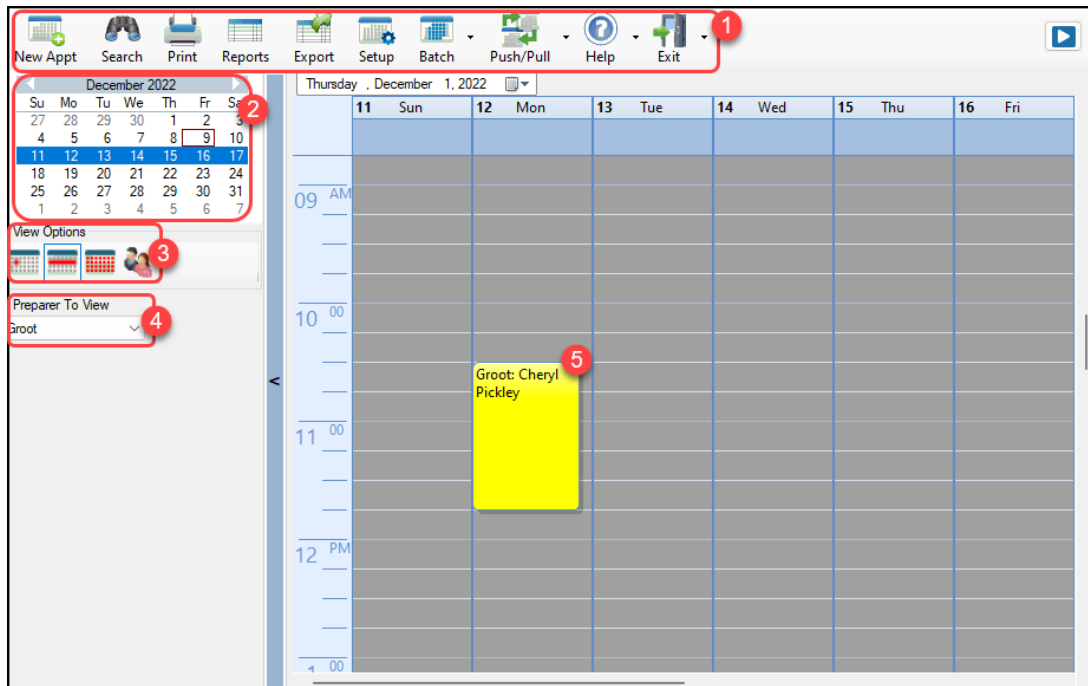 New Appt Search Print Reports Export Setup Batch Push/Pull Help Exit
1
December 2022
Su Mo Tu We Th Fr Sa
2
27 28 29 30 1 2 3
4 5 6 7 8 9 10
11 12 13 14 15 16 17
18 19 20 21 22 23 24
25 26 27 28 29 30 31
1 2 3 4 5 6 7
View Options
3
Preparer To View
Groot
4
<
Thursday , December 1, 2022
11 Sun 12 Mon 13 Tue 14 Wed 15 Thu 16 Fri
09 AM
10 00
5
Groot: Cheryl
Pickley
11 00
12 PM
1 00